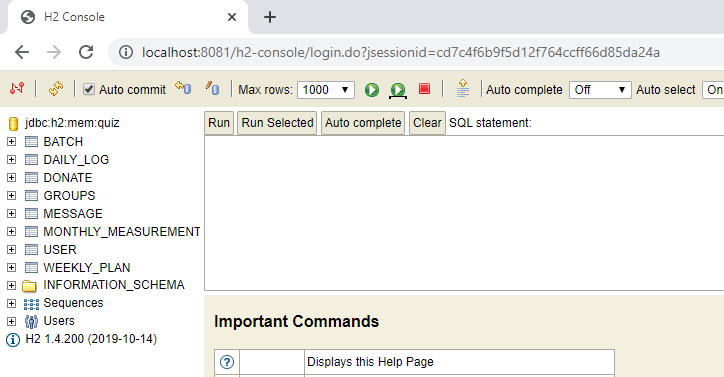 H2 Console
localhost:8081/h2-console/login.do?jsessionid=cd7c4f6b9f5d12f764ccff66d85da24a
Auto commit Max rows: 1000 Auto complete Off Auto select On
jdbc:h2:mem:quiz
BATCH
DAILY_LOG
DONATE
GROUPS
MESSAGE
MONTHLY_MEASUREMENT
USER
WEEKLY_PLAN
INFORMATION_SCHEMA
Sequences
Users
H2 1.4.200 (2019-10-14)
Run Run Selected Auto complete Clear SQL statement:
Important Commands
Displays this Help Page